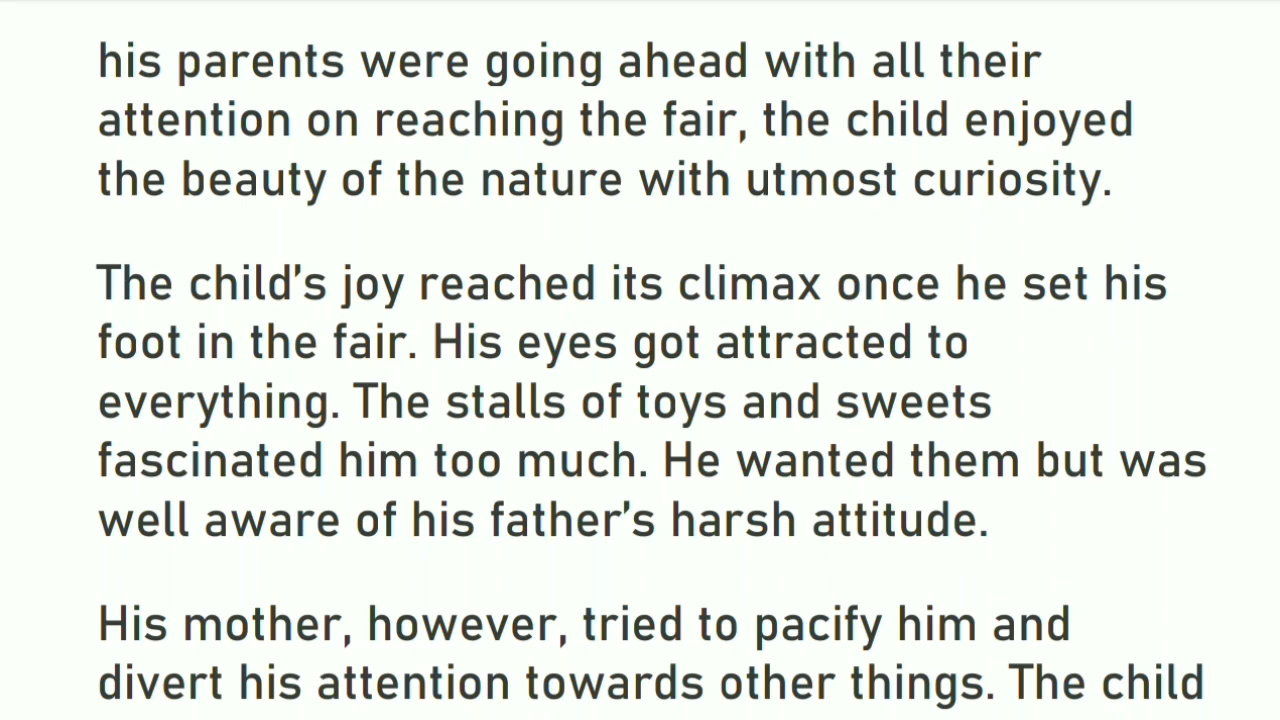 his parents were going ahead with all their
attention on reaching the fair, the child enjoyed
the beauty of the nature with utmost curiosity.
The child’s joy reached its climax once he set his
foot in the fair. His eyes got attracted to
everything. The stalls of toys and sweets
fascinated him too much. He wanted them but was
well aware of his father’s harsh attitude.
His mother, however, tried to pacify him and
divert his attention towards other things. The child